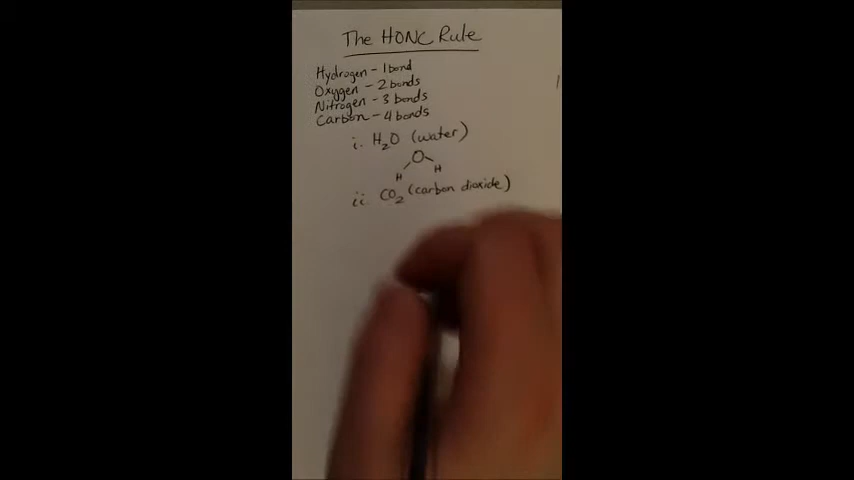 The HONC Rule
Hydrogen - 1 bond
Oxygen - 2 bonds
Nitrogen - 3 bonds
Carbon - 4 bonds
i. H₂O (water)
O
H H
ii. CO₂ (carbon dioxide)